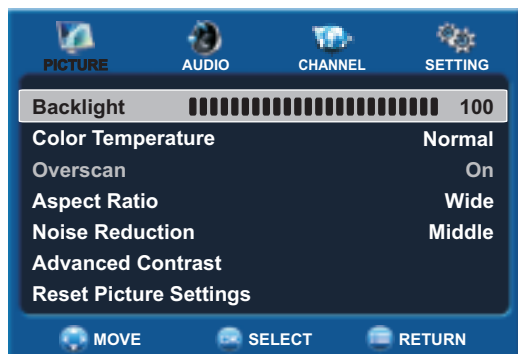 PICTURE AUDIO CHANNEL SETTING
Backlight 100
Color Temperature Normal
Overscan On
Aspect Ratio Wide
Noise Reduction Middle
Advanced Contrast
Reset Picture Settings
MOVE SELECT RETURN